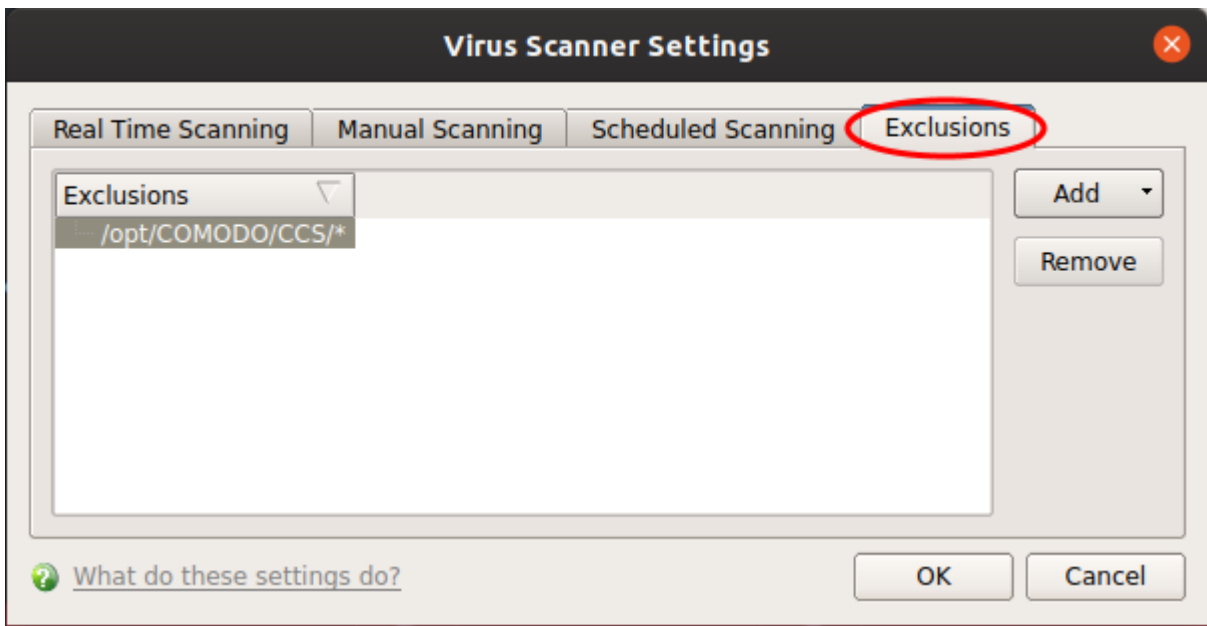 Virus Scanner Settings
Real Time Scanning
Manual Scanning
Scheduled Scanning
Exclusions
Exclusions
Add
/opt/COMODO/CCS/*
Remove
What do these settings do?
OK
Cancel